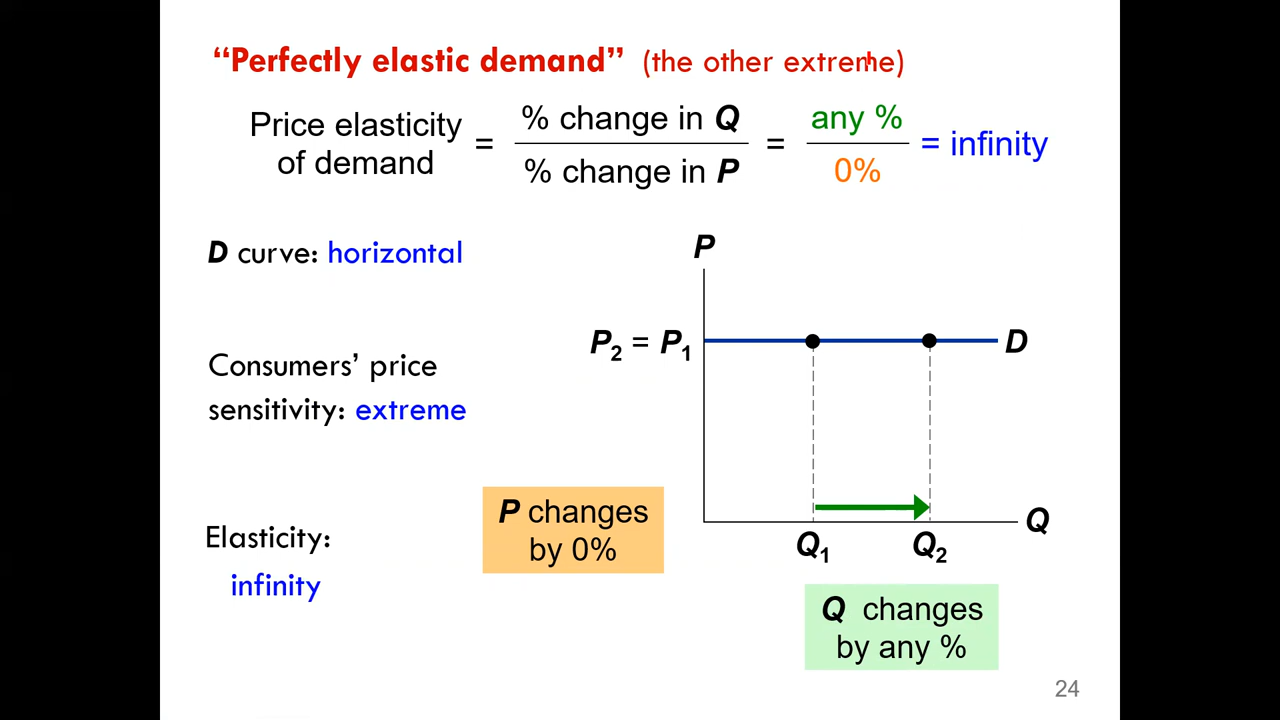 “Perfectly elastic demand” (the other extreme)
Price elasticity of demand = % change in Q / % change in P = any % / 0% = infinity
D curve: horizontal
Consumers’ price
sensitivity: extreme
Elasticity:
infinity
P
P2 = P1
D
Q
Q1 Q2
P changes
by 0%
Q changes
by any %
24